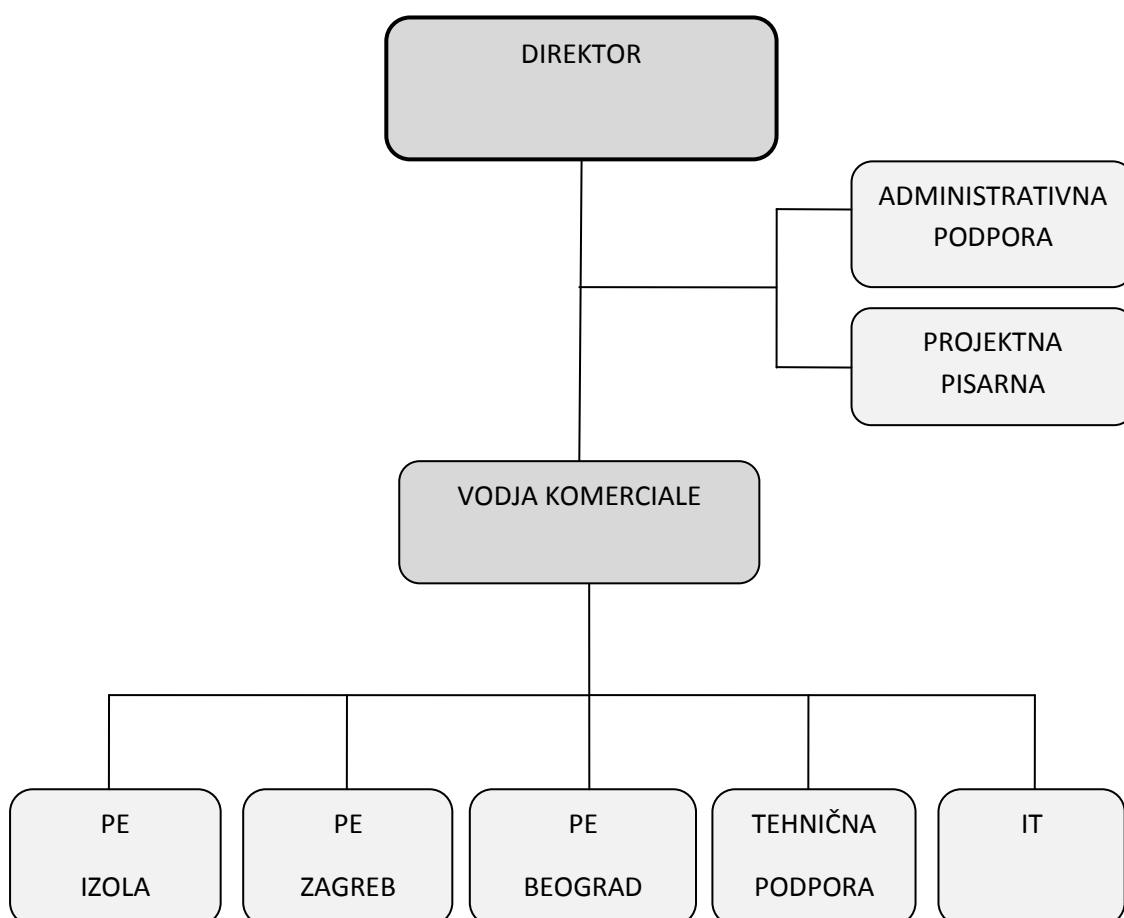 DIREKTOR
ADMINISTRATIVNA
PODPORA
PROJEKTNA
PISARNA
VODJA KOMERCIALE
PE
IZOLA
PE
ZAGREB
PE
BEOGRAD
TEHNIČNA
PODPORA
IT